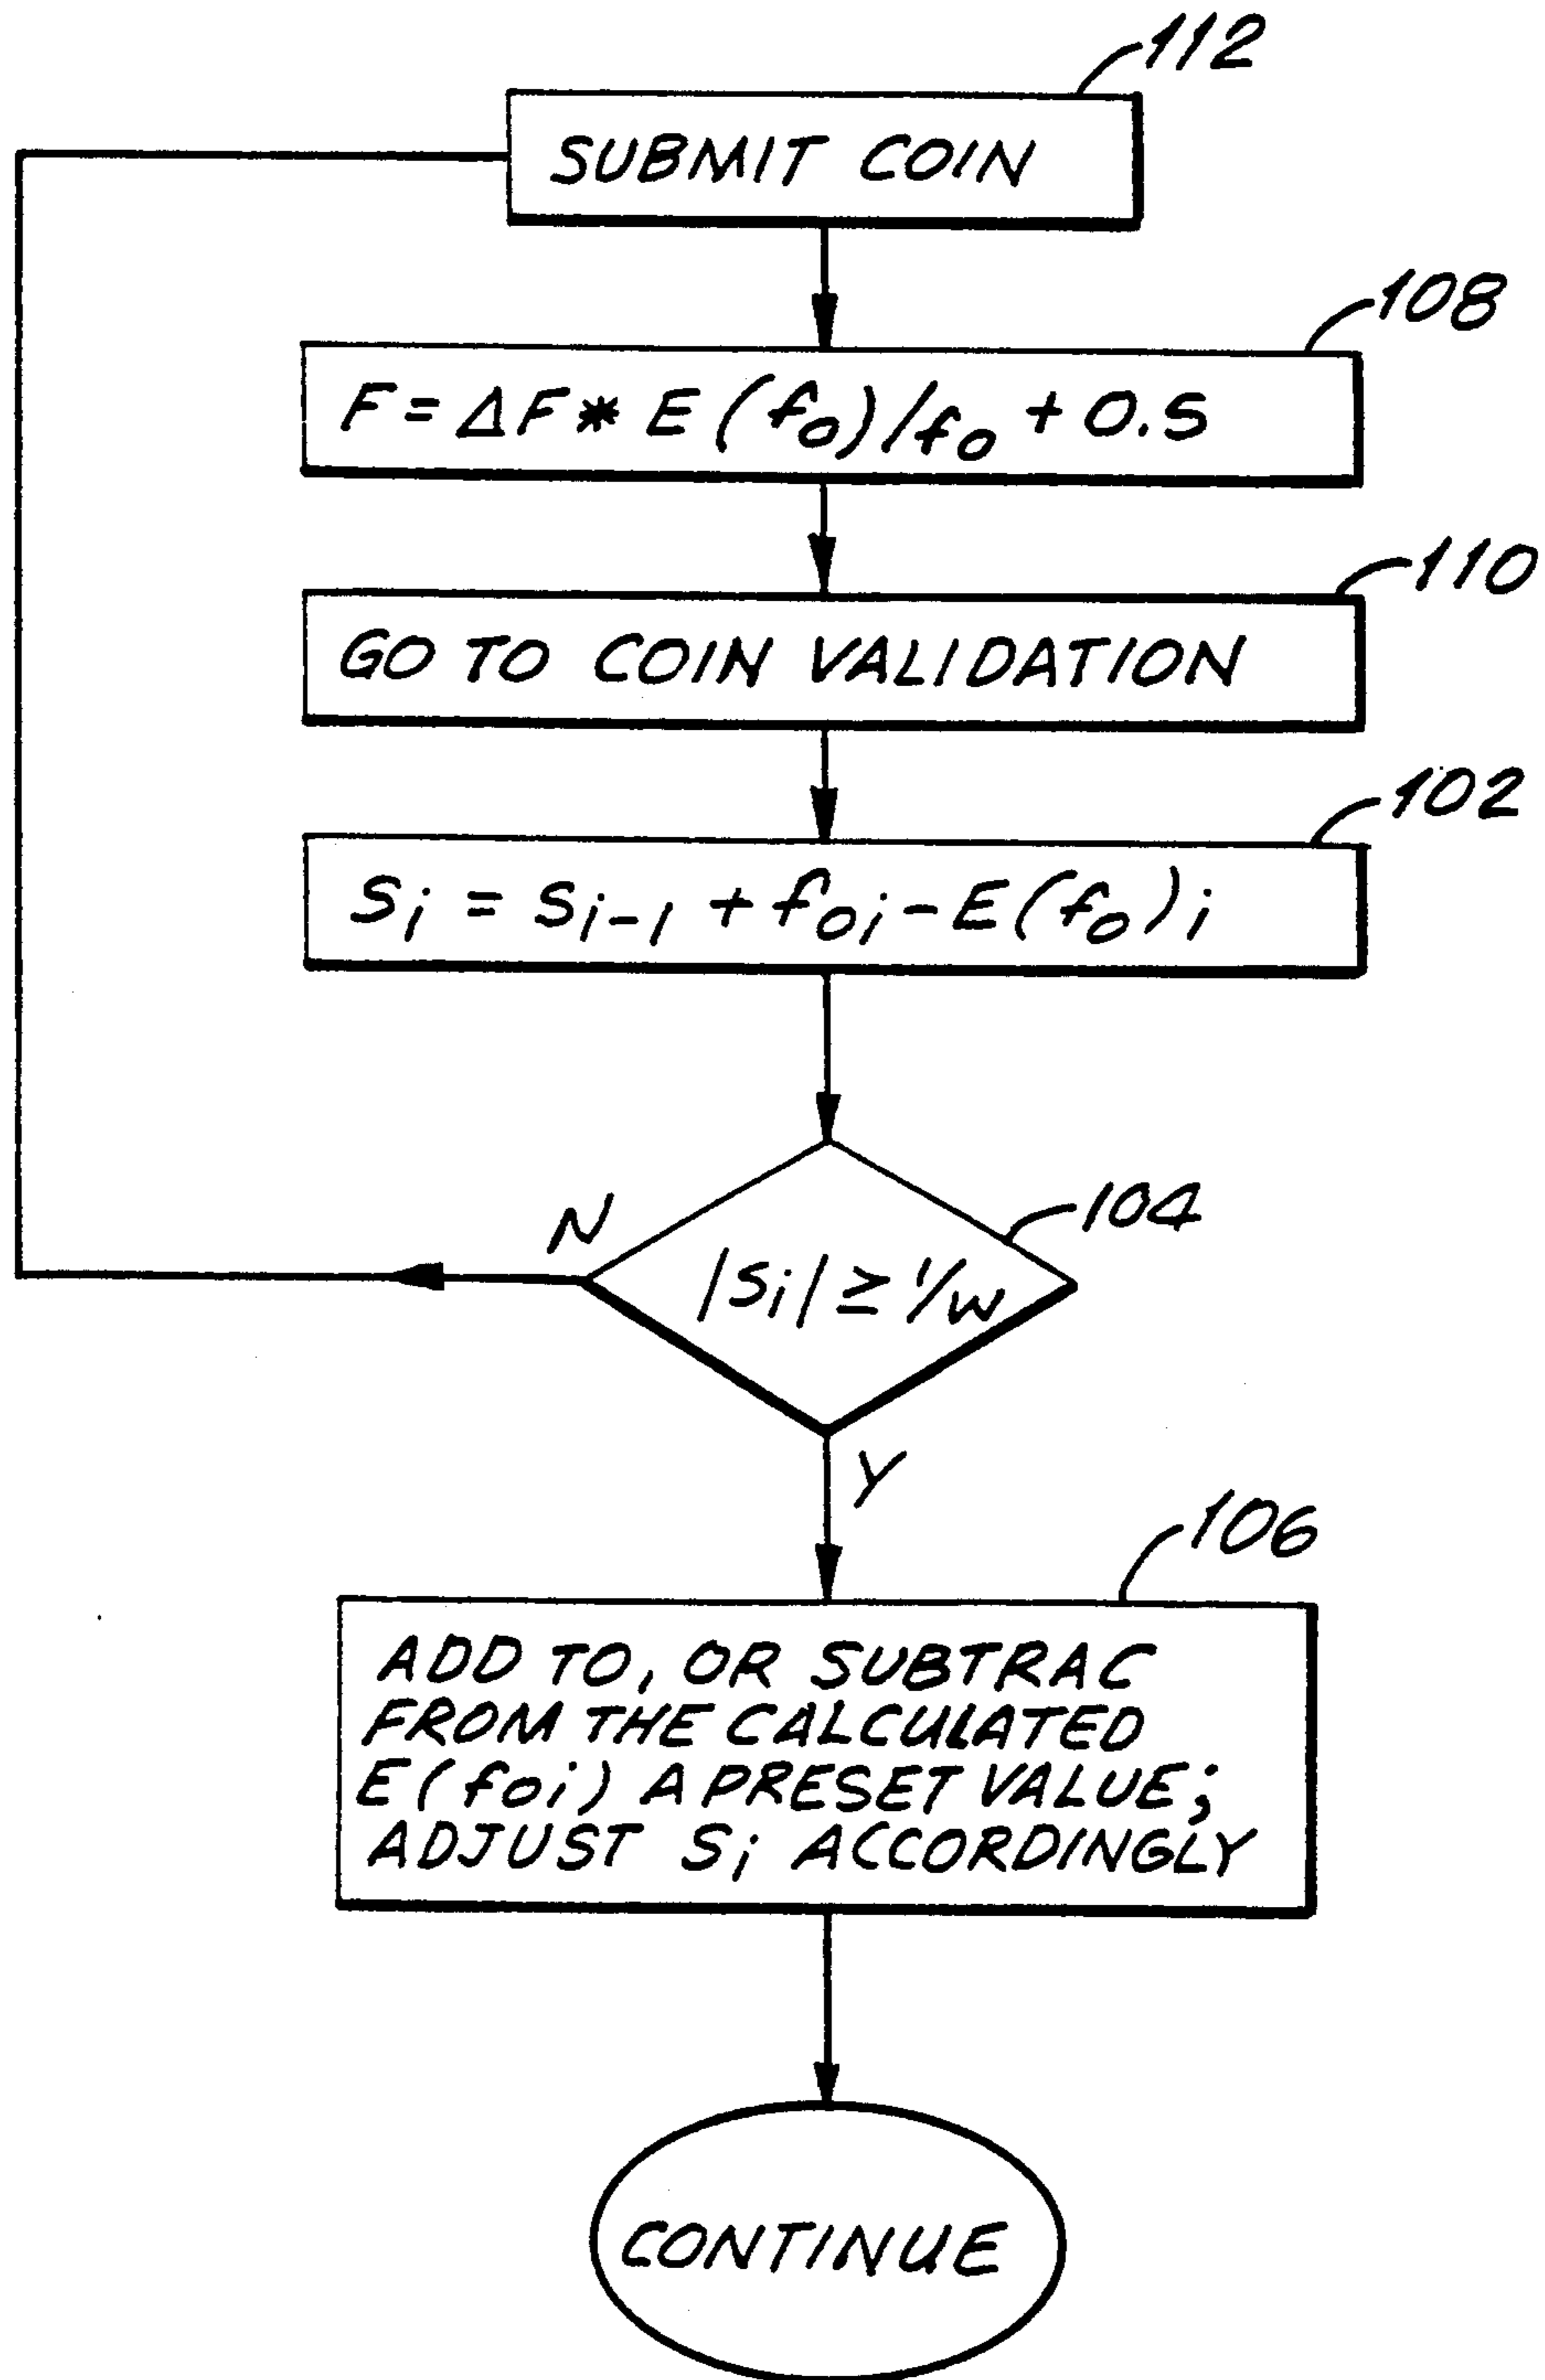 112
SUBMIT COIN
108
F = ΔF * E (f₀)/f₀ + 0.5
110
GO TO COIN VALIDATION
102
Sᵢ = Sᵢ₋₁ + f₀ᵢ - E(f₀)ᵢ
104
N
|Sᵢ| ≥ 1/W
Y
106
ADD TO, OR SUBTRAC
FROM THE CALCULATED
E (f₀ᵢ) A PRESET VALUE;
ADJUST Sᵢ ACCORDINGLY
CONTINUE